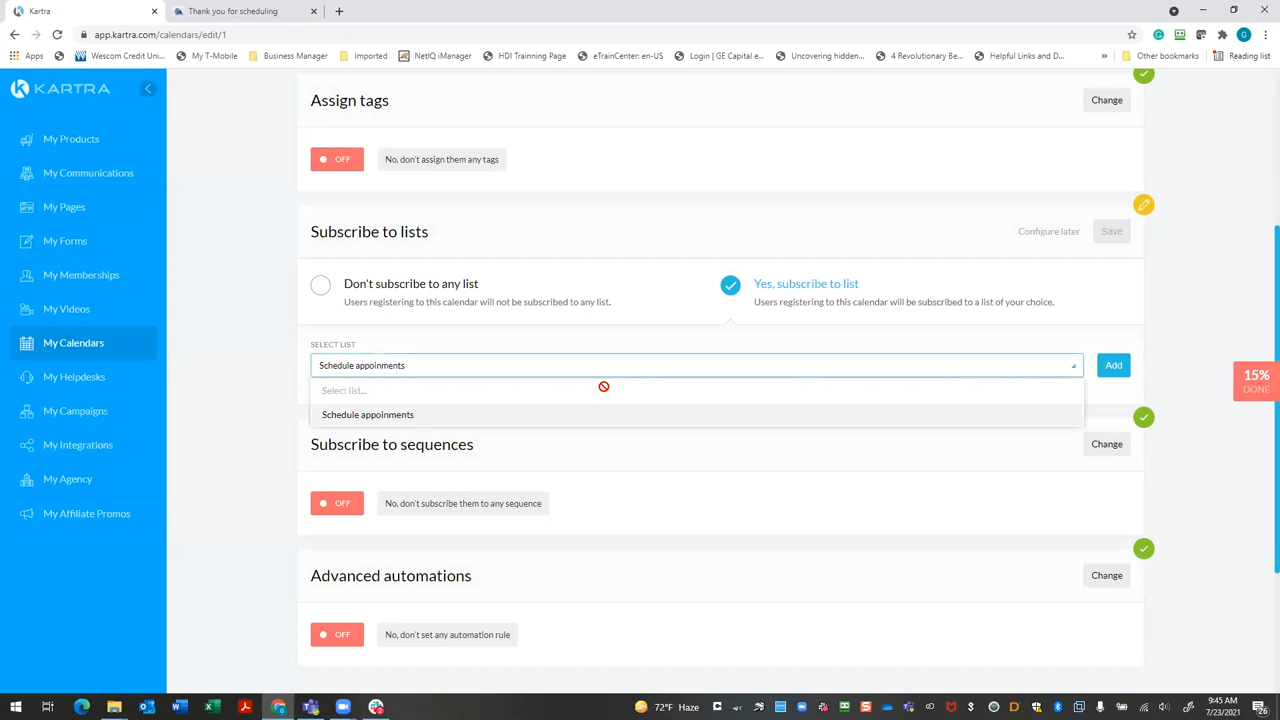 Kartra
Thank you for scheduling
app.kartra.com/calendars/edit/1
Apps
Wescom Credit Uni...
My T-Mobile
Business Manager
Imported
NetIQ iManager
HDI Training Page
eTrainCenter: en-US
Login | GE Capital e...
Uncovering hidden...
4 Revolutionary Be...
Helpful Links and D...
»
Other bookmarks
Reading list
KARTRA
My Products
My Communications
My Pages
My Forms
My Memberships
My Videos
My Calendars
My Helpdesks
My Campaigns
My Integrations
My Agency
My Affiliate Promos
Assign tags
Change
OFF
No, don't assign them any tags
Subscribe to lists
Configure later
Save
Don't subscribe to any list
Users registering to this calendar will not be subscribed to any list.
Yes, subscribe to list
Users registering to this calendar will be subscribed to a list of your choice.
SELECT LIST
Schedule appoinments
Add
Select list...
Schedule appoinments
Subscribe to sequences
Change
OFF
No, don't subscribe them to any sequence
Advanced automations
Change
OFF
No, don't set any automation rule
15%
DONE
72°F Haze
9:45 AM
7/23/2021